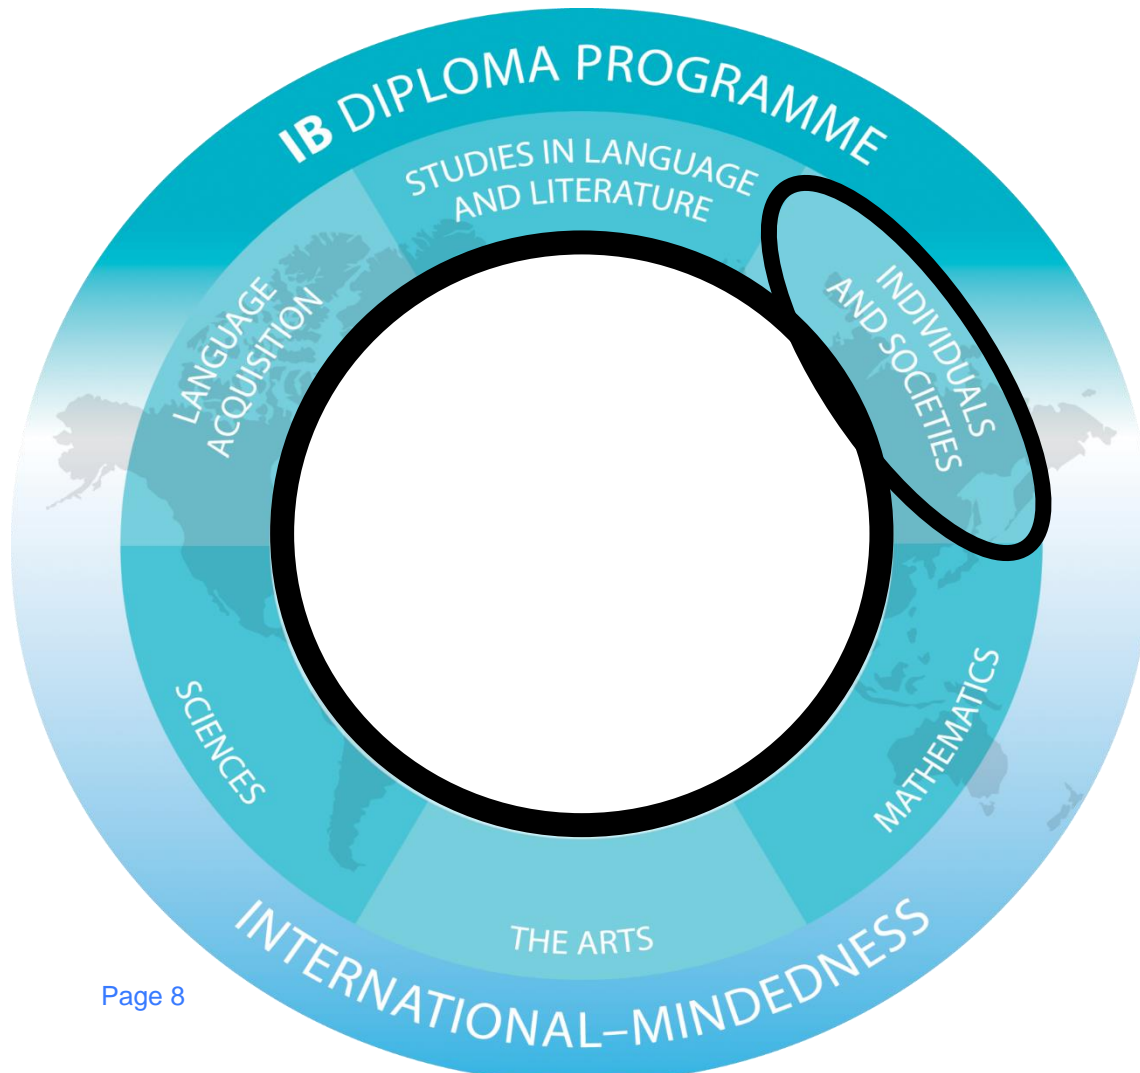 IB DIPLOMA PROGRAMME
STUDIES IN LANGUAGE
AND LITERATURE
INDIVIDUALS
AND SOCIETIES
LANGUAGE
ACQUISITION
SCIENCES
MATHEMATICS
THE ARTS
INTERNATIONAL–MINDEDNESS
Page 8